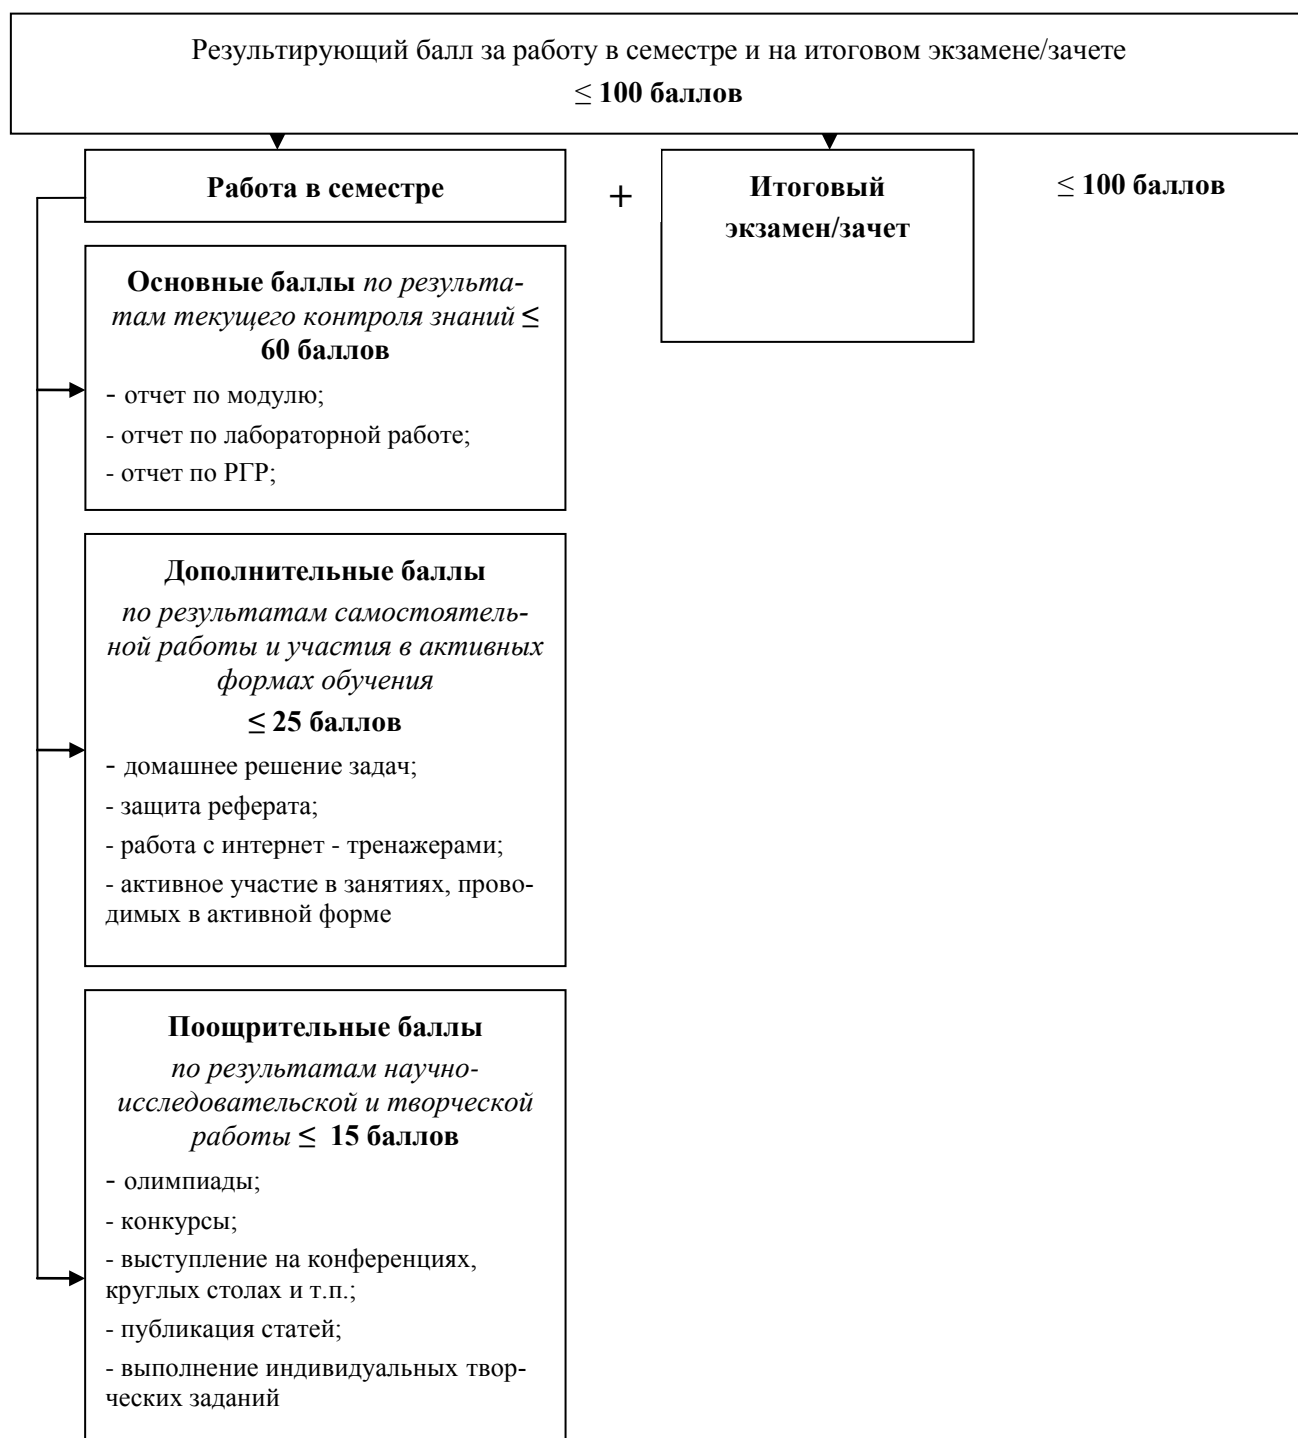 Результирующий балл за работу в семестре и на итоговом экзамене/зачете
≤ 100 баллов
Работа в семестре
+
Итоговый
экзамен/зачет
≤ 100 баллов
Основные баллы по результа-
там текущего контроля знаний ≤
60 баллов
- отчет по модулю;
- отчет по лабораторной работе;
- отчет по РГР;
Дополнительные баллы
по результатам самостоятель-
ной работы и участия в активных
формах обучения
≤ 25 баллов
- домашнее решение задач;
- защита реферата;
- работа с интернет - тренажерами;
- активное участие в занятиях, прово-
димых в активной форме
Поощрительные баллы
по результатам научно-
исследовательской и творческой
работы ≤ 15 баллов
- олимпиады;
- конкурсы;
- выступление на конференциях,
круглых столах и т.п.;
- публикация статей;
- выполнение индивидуальных твор-
ческих заданий